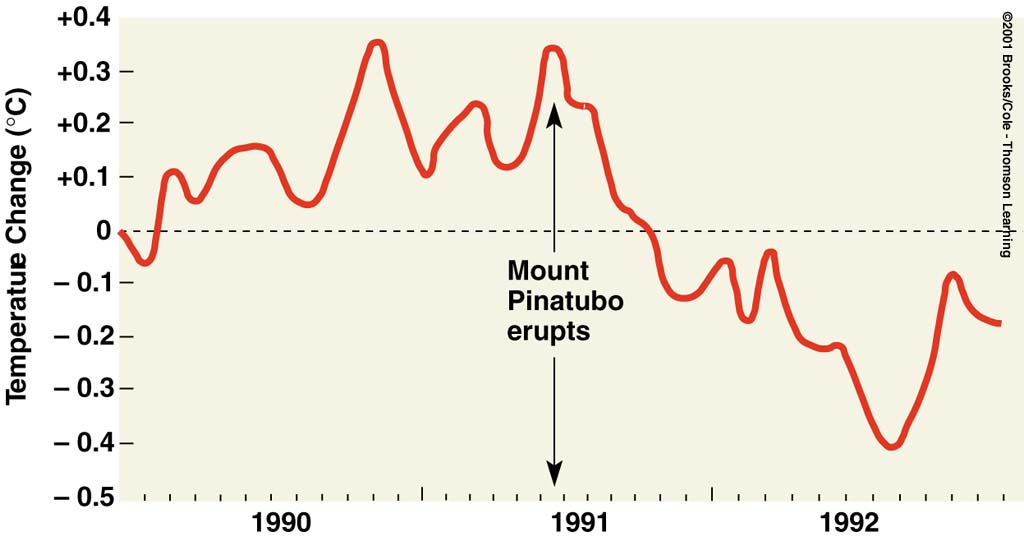 +0.4
+0.3
+0.2
+0.1
0
– 0.1
– 0.2
– 0.3
– 0.4
– 0.5
Temperature Change (°C)
Mount
Pinatubo
erupts
1990
1991
1992
©2001 Brooks/Cole - Thomson Learning